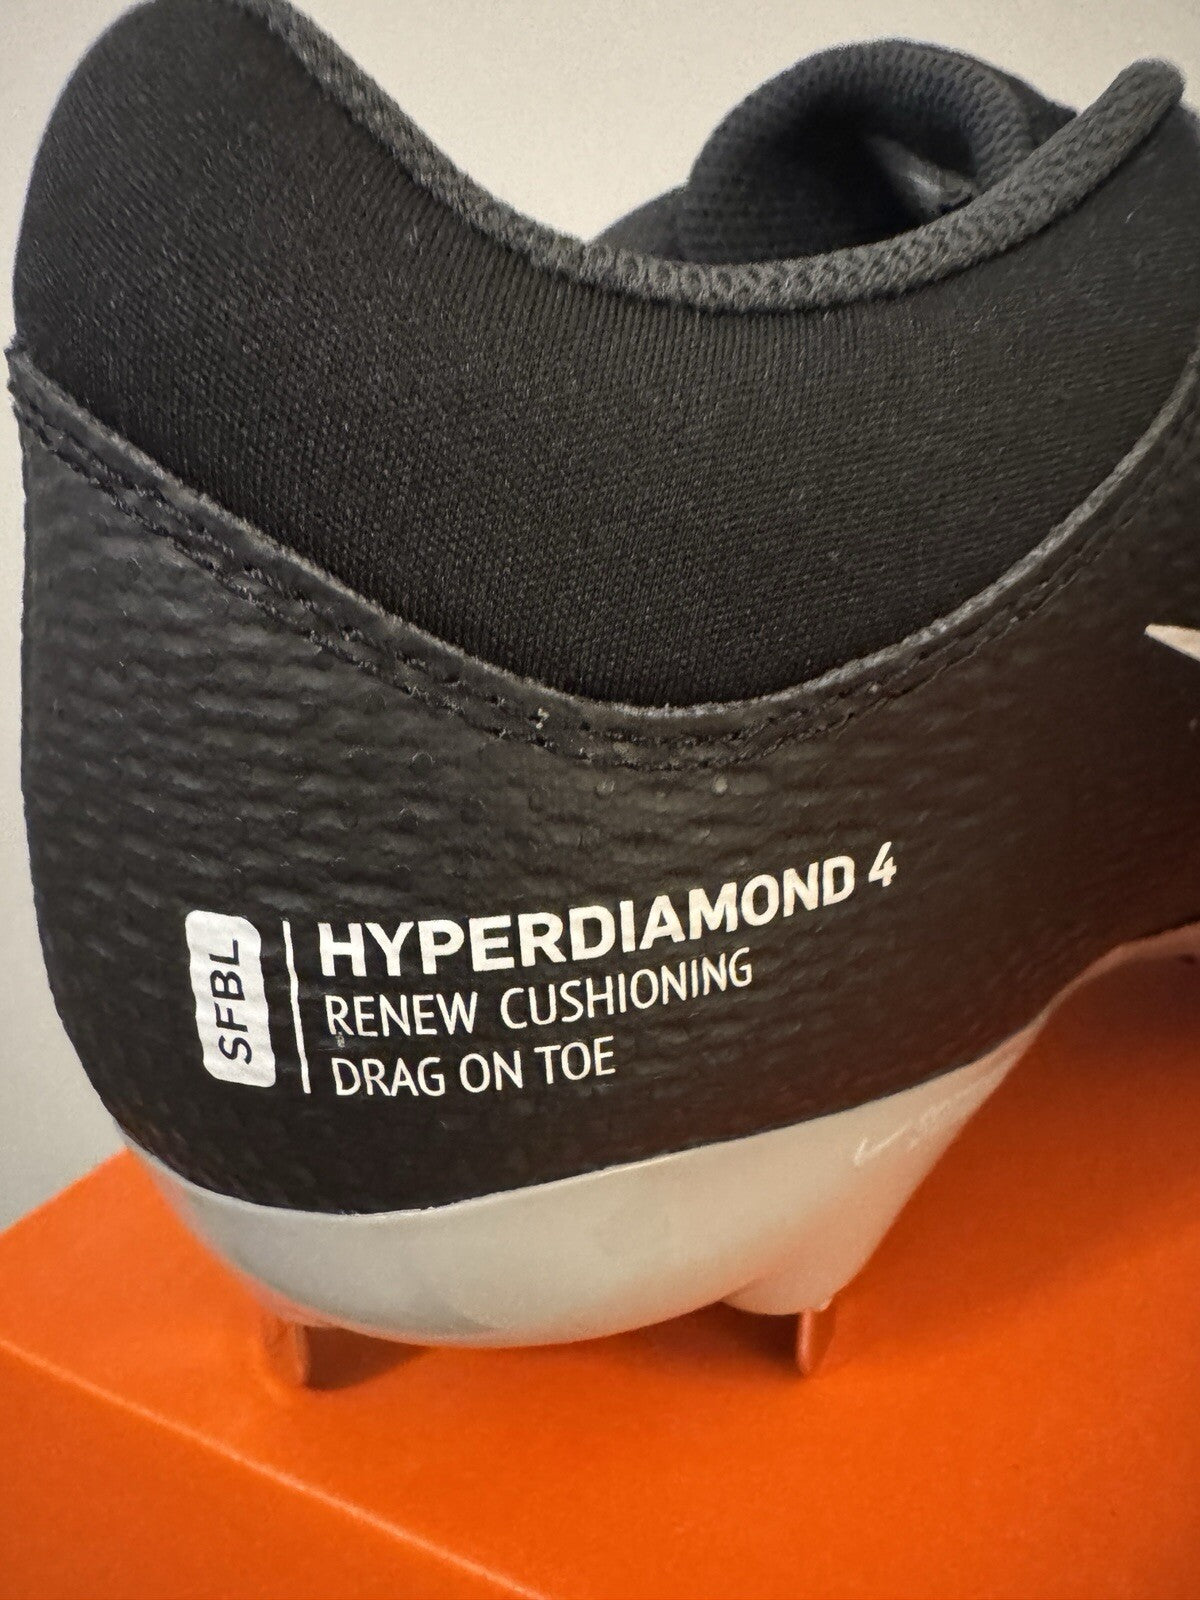 SFBL
HYPERDIAMOND 4
RENEW CUSHIONING
DRAG ON TOE